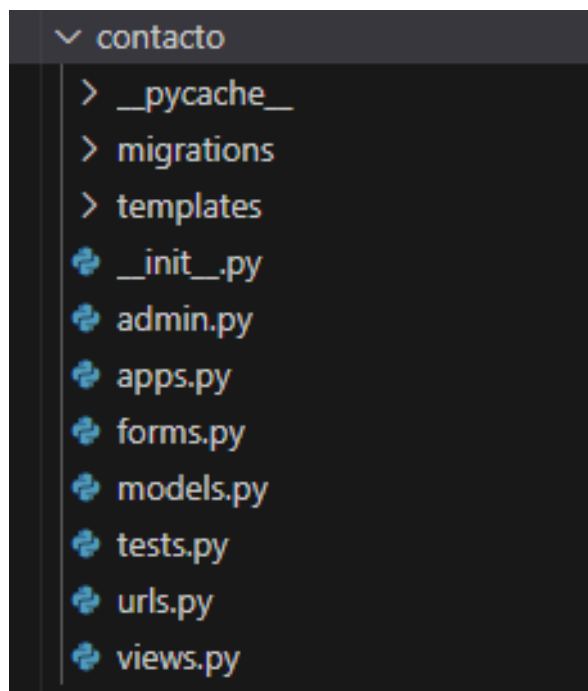 contacto
__pycache__
migrations
templates
__init__.py
admin.py
apps.py
forms.py
models.py
tests.py
urls.py
views.py